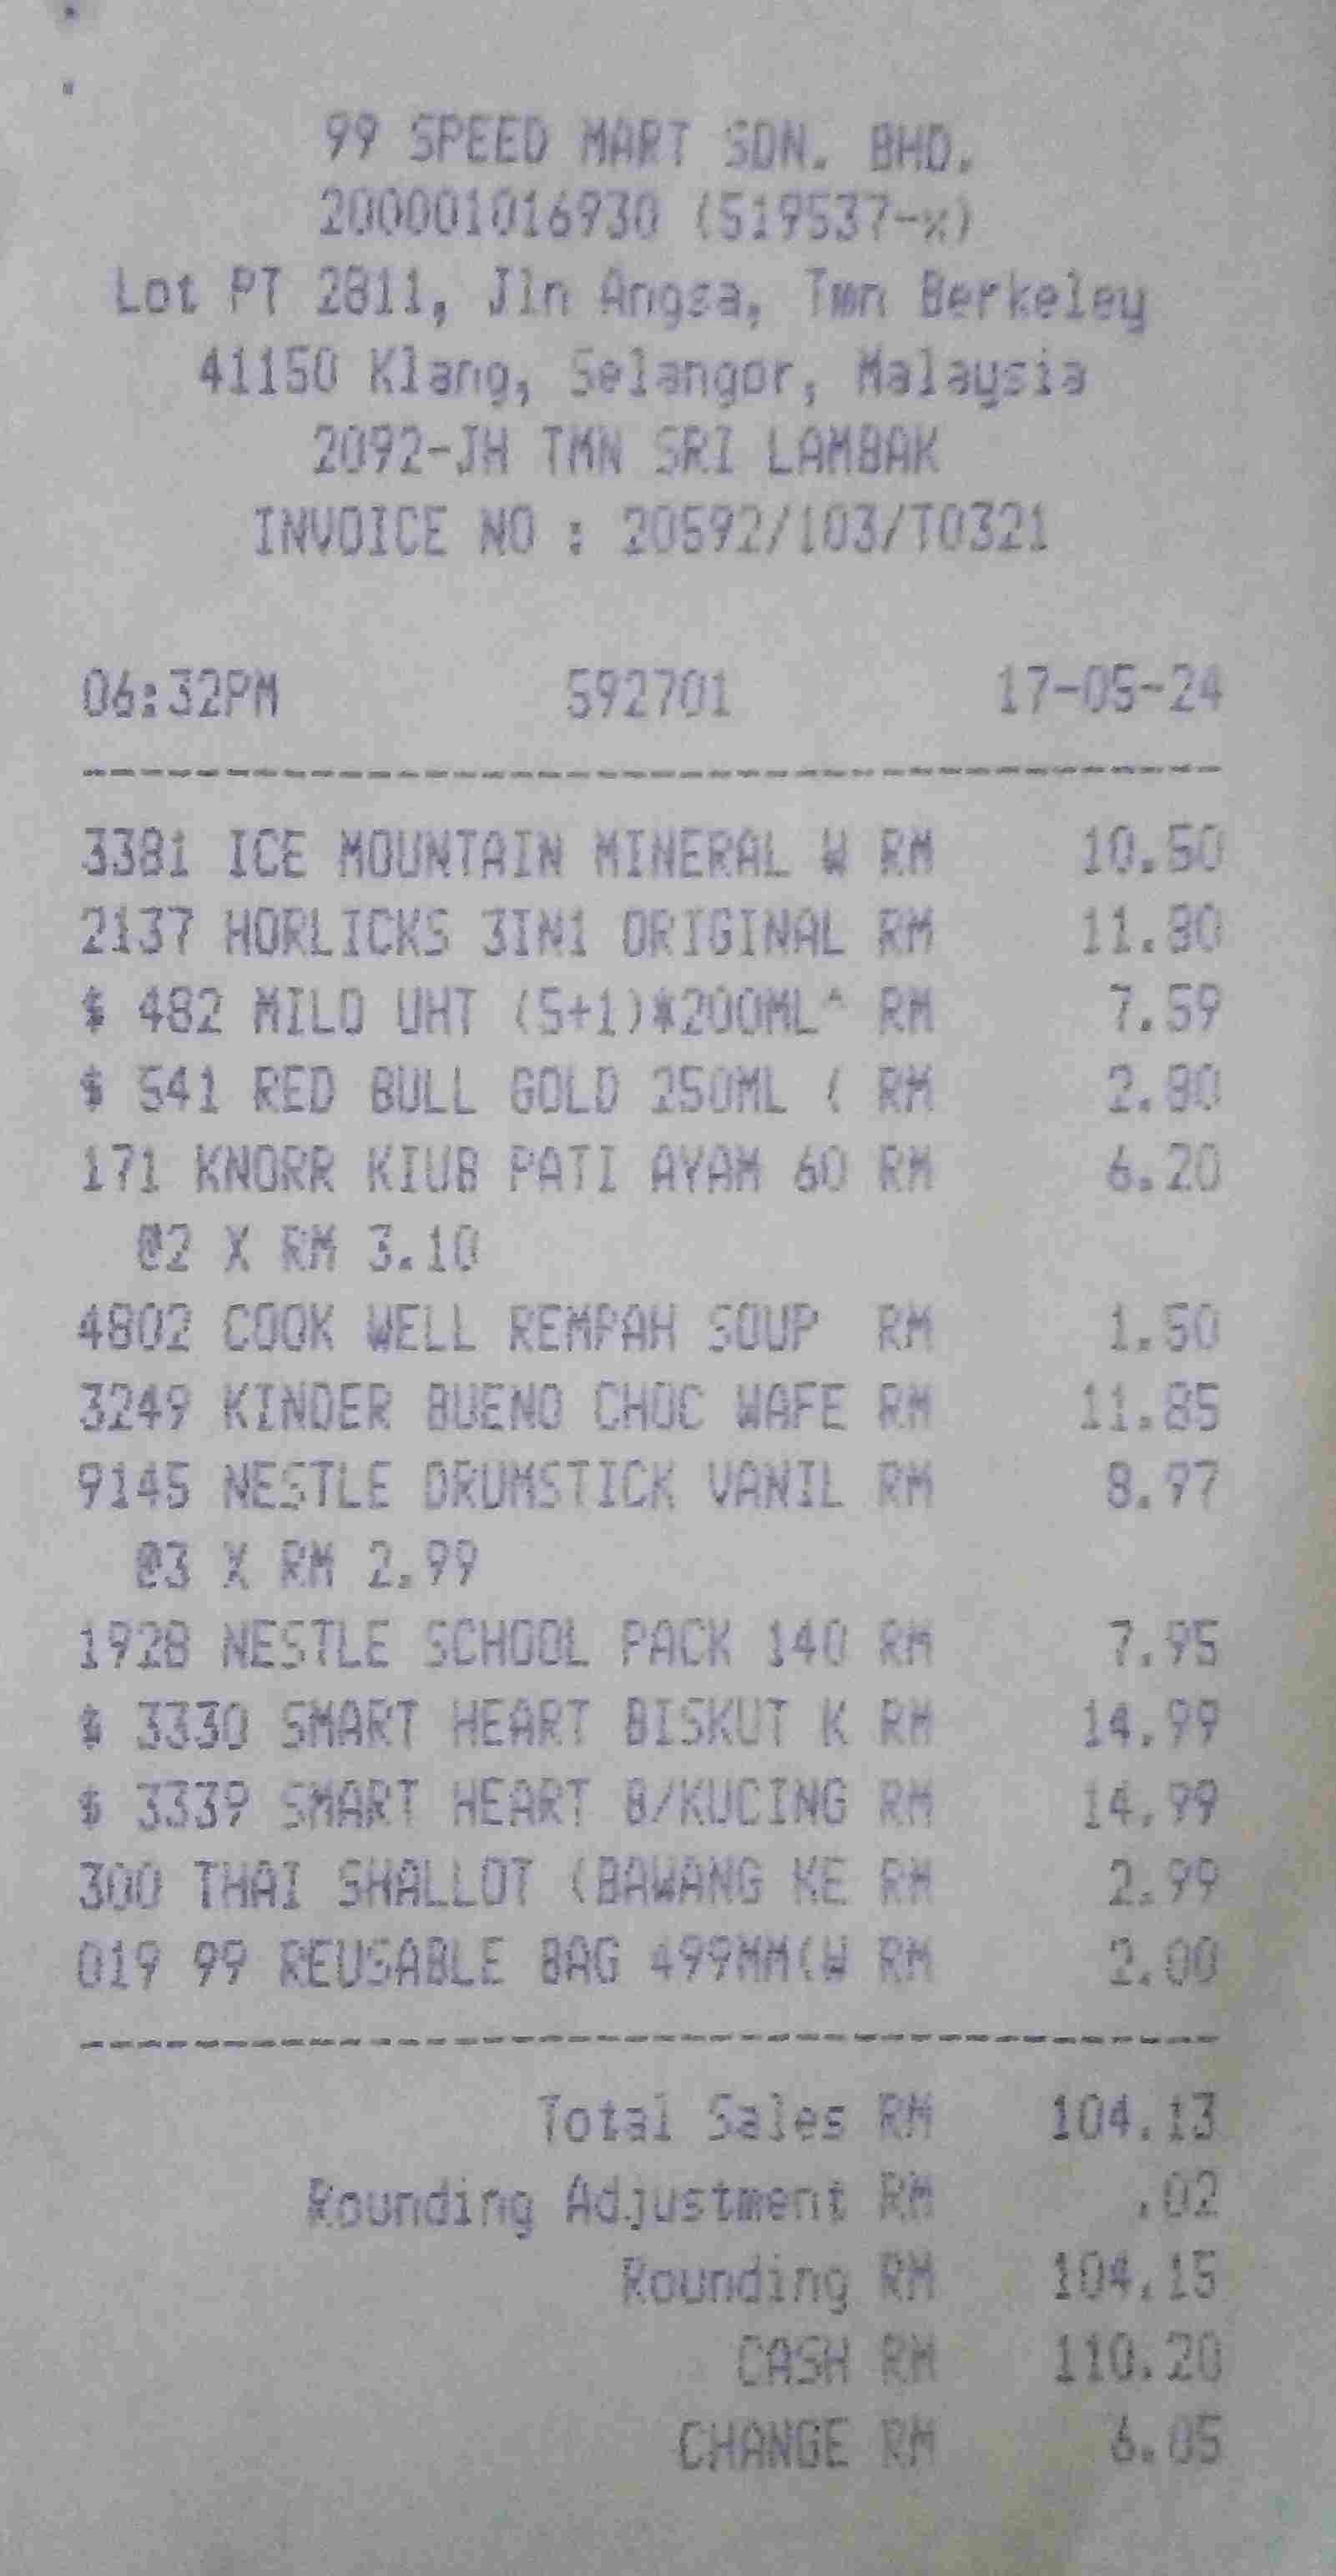 99 SPEED MART SDN. BHD.
200001016930 (519537-x)
Lot PT 2811, Jln Angsa, Tmn Berkeley
41150 Klang, Selangor, Malaysia
2092-JH TMN SRI LAMBAK
INVOICE NO : 20592/103/T0321
06:32PM 592701 17-05-24
3381 ICE MOUNTAIN MINERAL W RM 10.50
2137 HORLICKS 3IN1 ORIGINAL RM 11.80
$ 482 MILO UHT (5+1)*200ML^ RM 7.59
$ 541 RED BULL GOLD 250ML ( RM 2.80
171 KNORR KIUB PATI AYAM 60 RM 6.20
@2 X RM 3.10
4802 COOK WELL REMPAH SOUP RM 1.50
3249 KINDER BUENO CHOC WAFE RM 11.85
9145 NESTLE DRUMSTICK VANIL RM 8.97
@3 X RM 2.99
1928 NESTLE SCHOOL PACK 140 RM 7.95
$ 3330 SMART HEART BISKUT K RM 14.99
$ 3339 SMART HEART B/KUCING RM 14.99
300 THAI SHALLOT (BAWANG KE RM 2.99
019 99 REUSABLE BAG 499MM(W RM 2.00
Total Sales RM 104.13
Rounding Adjustment RM .02
Rounding RM 104.15
CASH RM 110.20
CHANGE RM 6.05